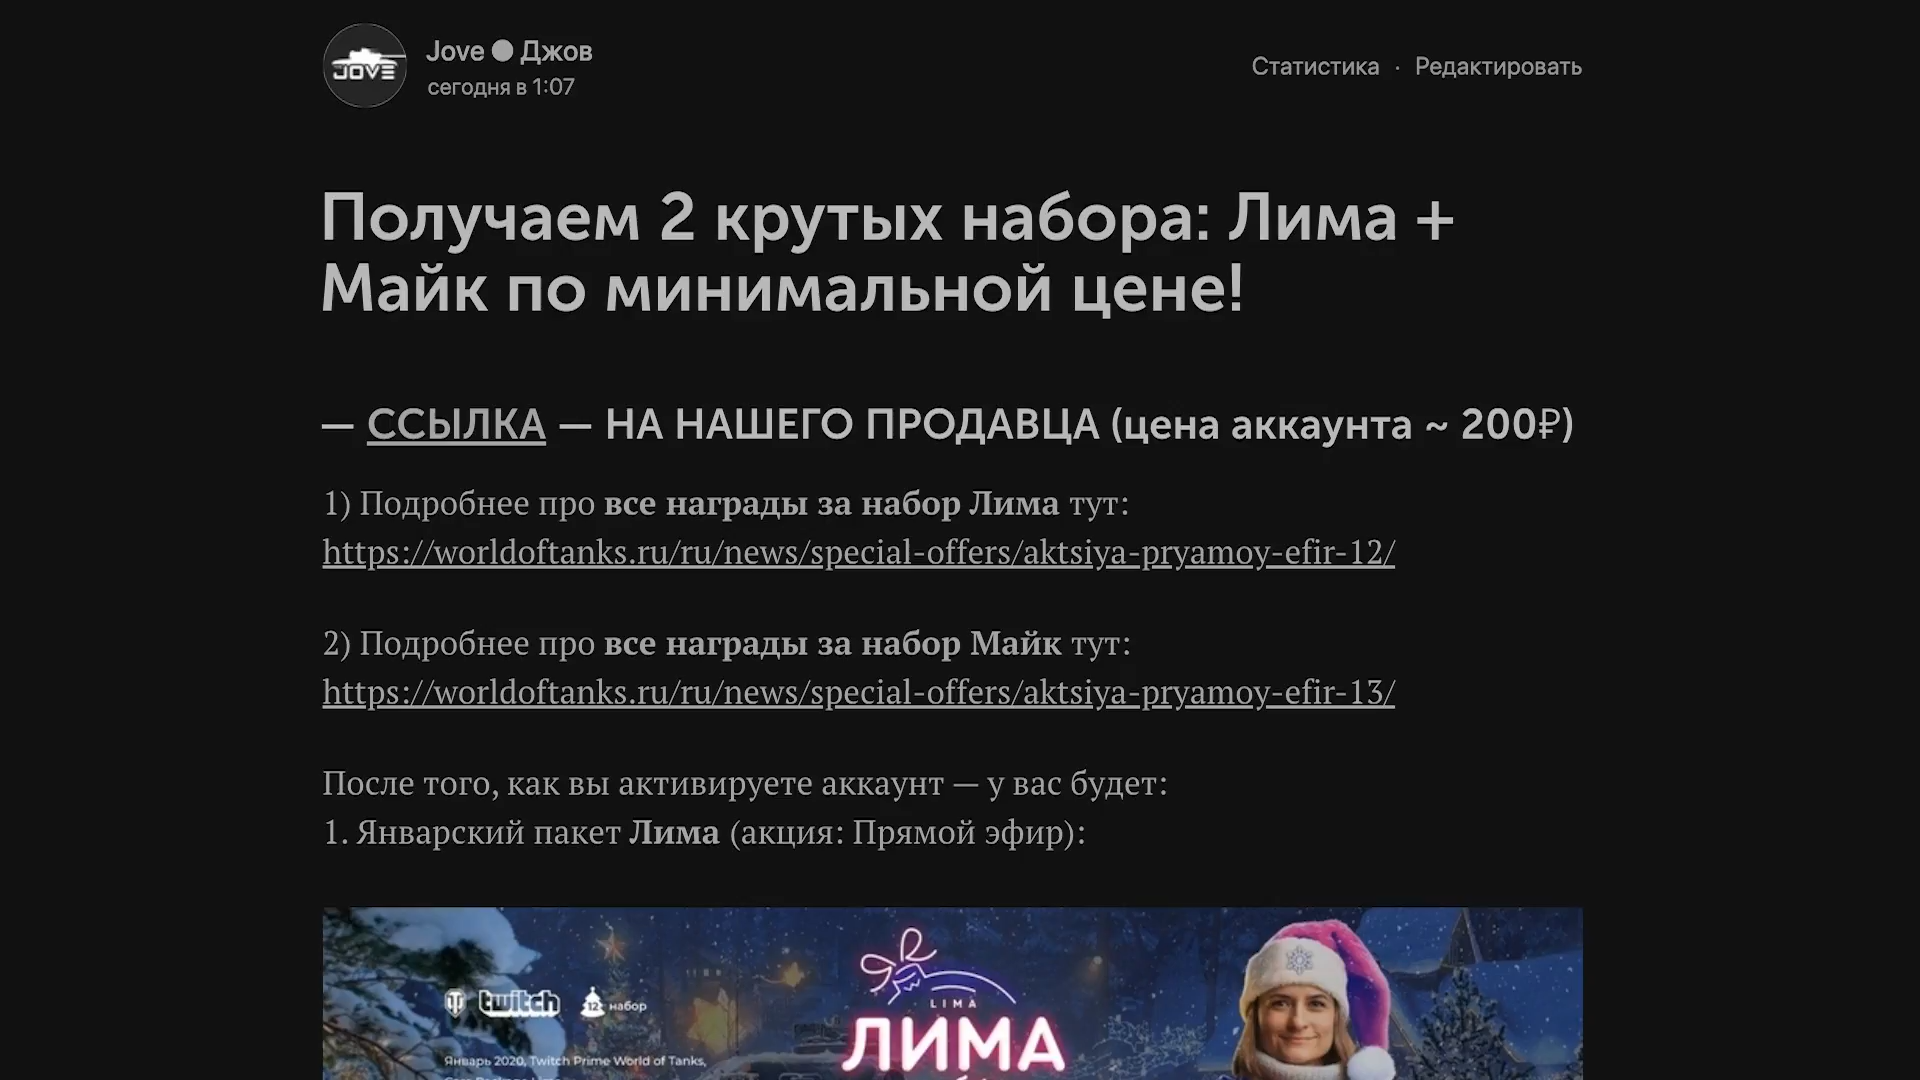 JOVE
Jove ● Джов
сегодня в 1:07
Статистика · Редактировать
Получаем 2 крутых набора: Лима +
Майк по минимальной цене!
— ССЫЛКА — НА НАШЕГО ПРОДАВЦА (цена аккаунта ~ 200₽)
1) Подробнее про все награды за набор Лима тут:
https://worldoftanks.ru/ru/news/special-offers/aktsiya-pryamoy-efir-12/
2) Подробнее про все награды за набор Майк тут:
https://worldoftanks.ru/ru/news/special-offers/aktsiya-pryamoy-efir-13/
После того, как вы активируете аккаунт — у вас будет:
1. Январский пакет Лима (акция: Прямой эфир):
twitch 12й набор
LIMA
ЛИМА
Январь 2020, Twitch Prime World of Tanks,